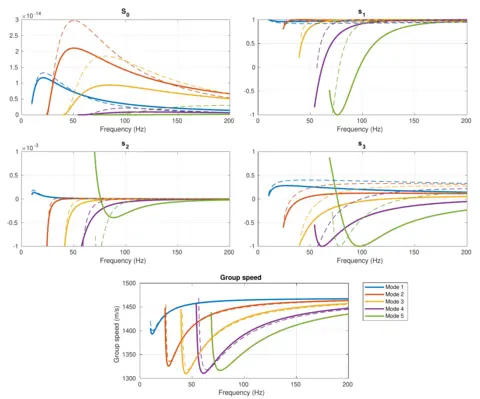 S0
3 ×10-14
2.5
2
1.5
1
0.5
0
0 50 100 150 200
Frequency (Hz)
s1
1
0.5
0
-0.5
-1
0 50 100 150 200
Frequency (Hz)
s2
1 ×10-3
0.5
0
-0.5
-1
0 50 100 150 200
Frequency (Hz)
s3
1
0.5
0
-0.5
-1
0 50 100 150 200
Frequency (Hz)
Group speed
Group speed (m/s)
1500
1450
1400
1350
1300
0 50 100 150 200
Frequency (Hz)
Mode 1
Mode 2
Mode 3
Mode 4
Mode 5